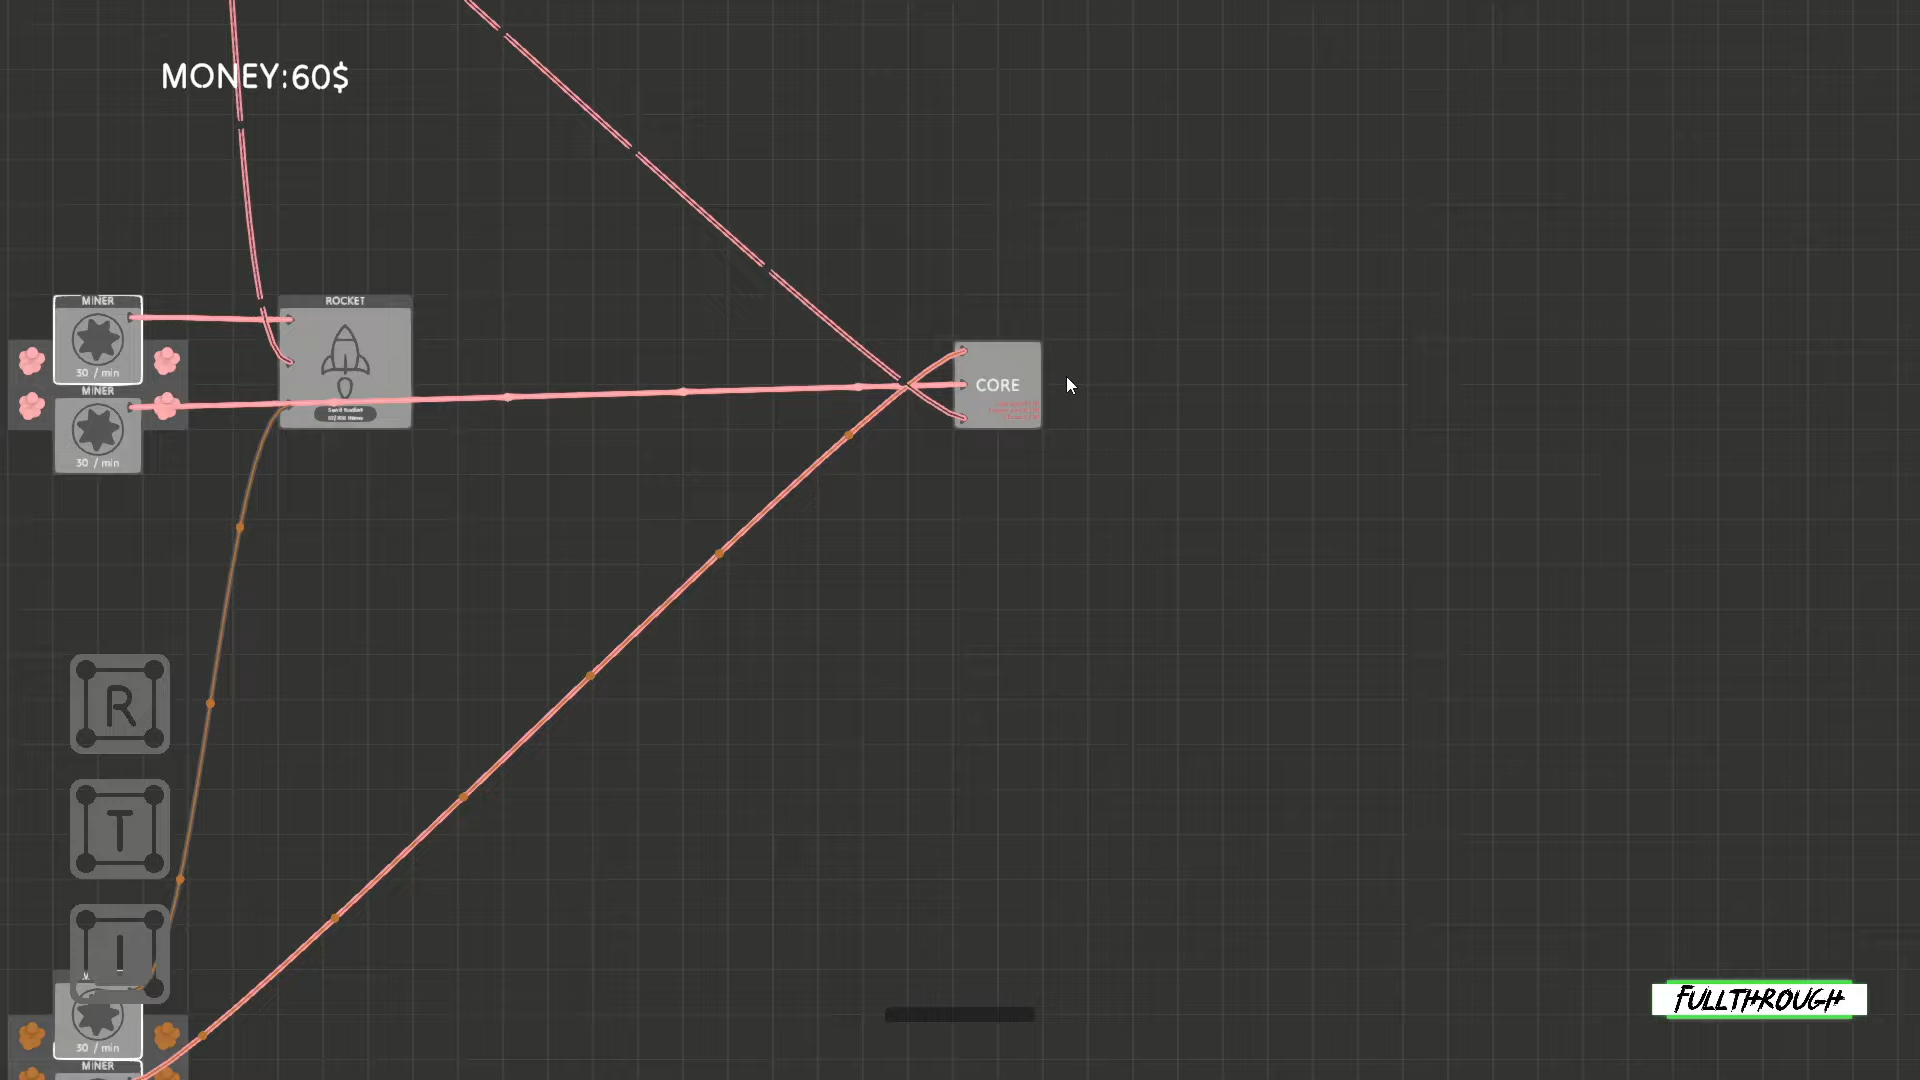 MONEY:60$
MINER
30 / min
MINER
30 / min
ROCKET
CORE
R
T
I
30 / min
MINER
FULLTHROUGH